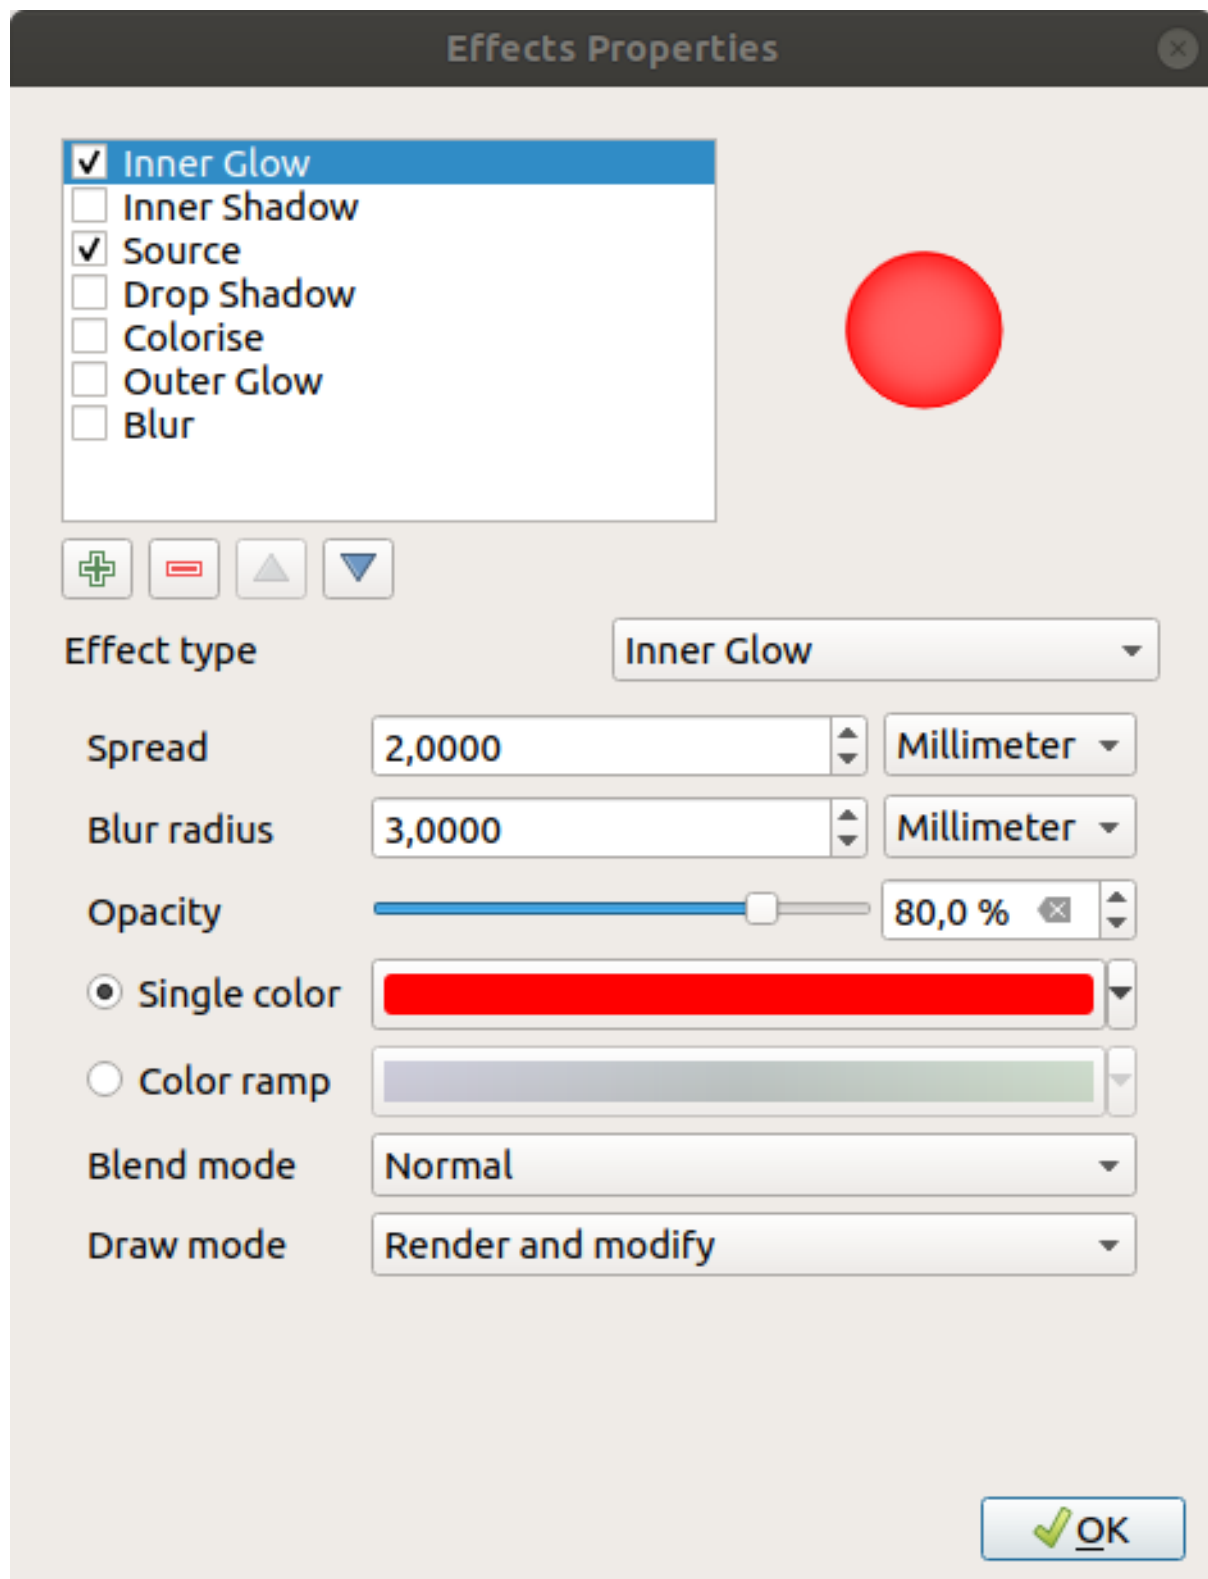 Effects Properties
Inner Glow
Inner Shadow
Source
Drop Shadow
Colorise
Outer Glow
Blur
Effect type Inner Glow
Spread 2,0000 Millimeter
Blur radius 3,0000 Millimeter
Opacity 80,0 %
Single color
Color ramp
Blend mode Normal
Draw mode Render and modify
OK